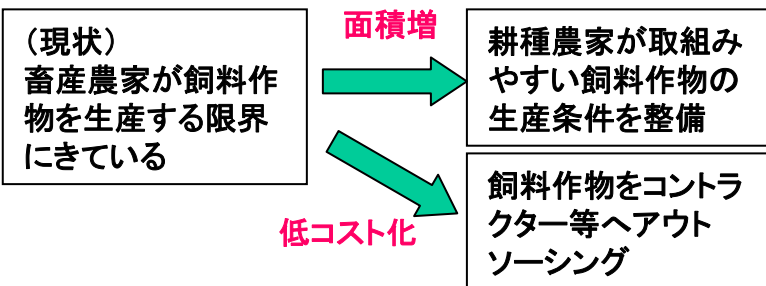 （現状）
畜産農家が飼料作
物を生産する限界
にきている
面積増
耕種農家が取組み
やすい飼料作物の
生産条件を整備
低コスト化
飼料作物をコントラ
クター等へアウト
ソーシング